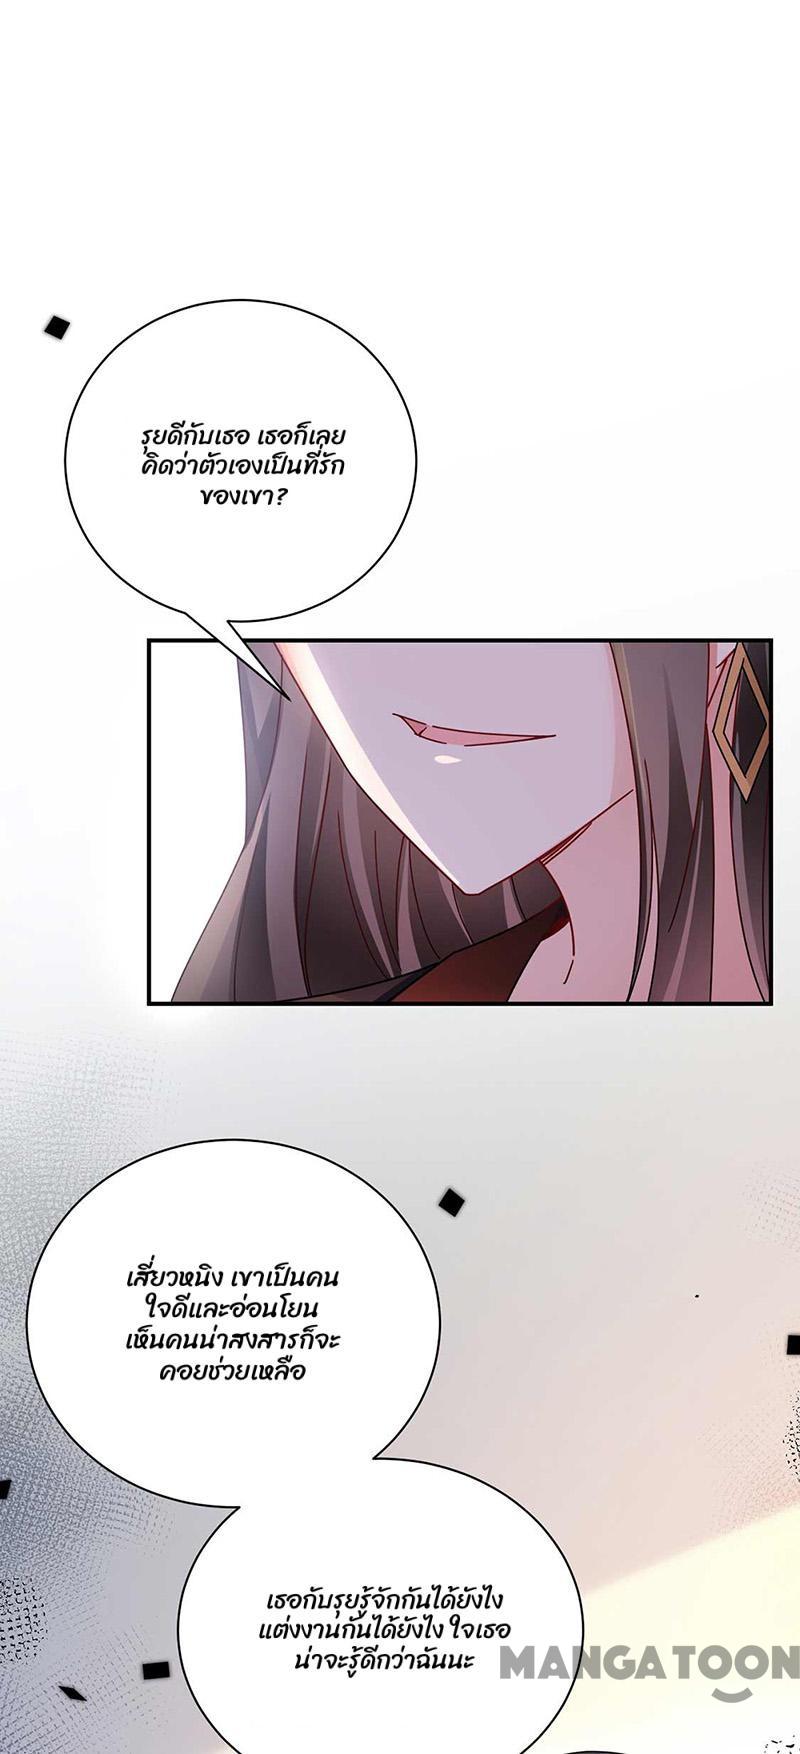 รุยดีกับเธอ เธอก็เลย
คิดว่าตัวเองเป็นที่รัก
ของเขา?
เสี่ยวหนิง เขาเป็นคน
ใจดีและอ่อนโยน
เห็นคนน่าสงสารก็จะ
คอยช่วยเหลือ
เธอกับรุยรู้จักกันได้ยังไง
แต่งงานกันได้ยังไง ใจเธอ
น่าจะรู้ดีกว่าฉันนะ
MANGATOON